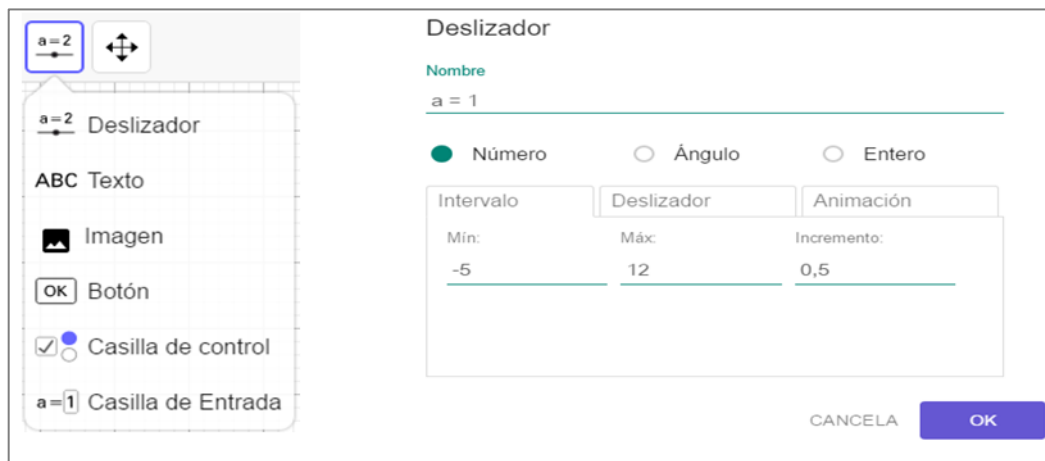 a=2
a=2 Deslizador
ABC Texto
Imagen
OK Botón
Casilla de control
a=1 Casilla de Entrada
Deslizador
Nombre
a = 1
Número Ángulo Entero
Intervalo Deslizador Animación
Mín: Máx: Incremento:
-5 12 0,5
CANCELA OK